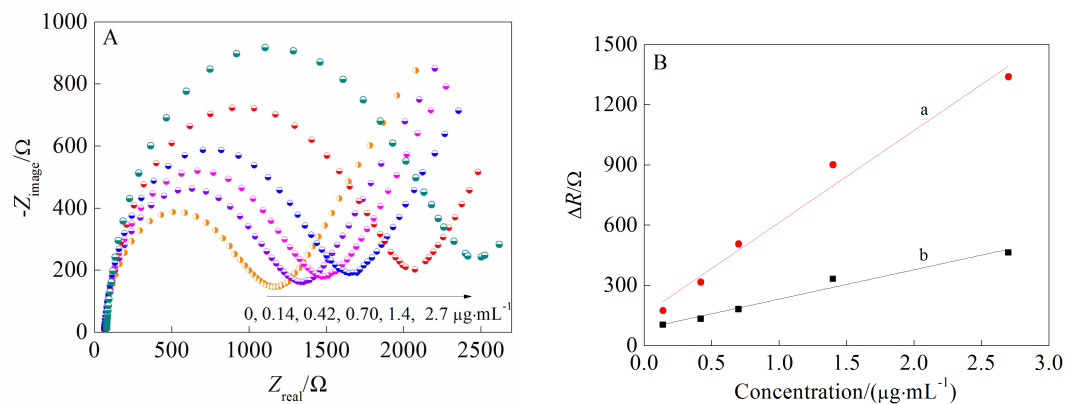 A
1000
800
600
400
200
0
-Zimage/Ω
0, 0.14, 0.42, 0.70, 1.4, 2.7 μg·mL⁻¹
0 500 1000 1500 2000 2500
Zreal/Ω
B
1500
1200
900
600
300
0
ΔR/Ω
a
b
0.0 0.5 1.0 1.5 2.0 2.5 3.0
Concentration/(μg·mL⁻¹)